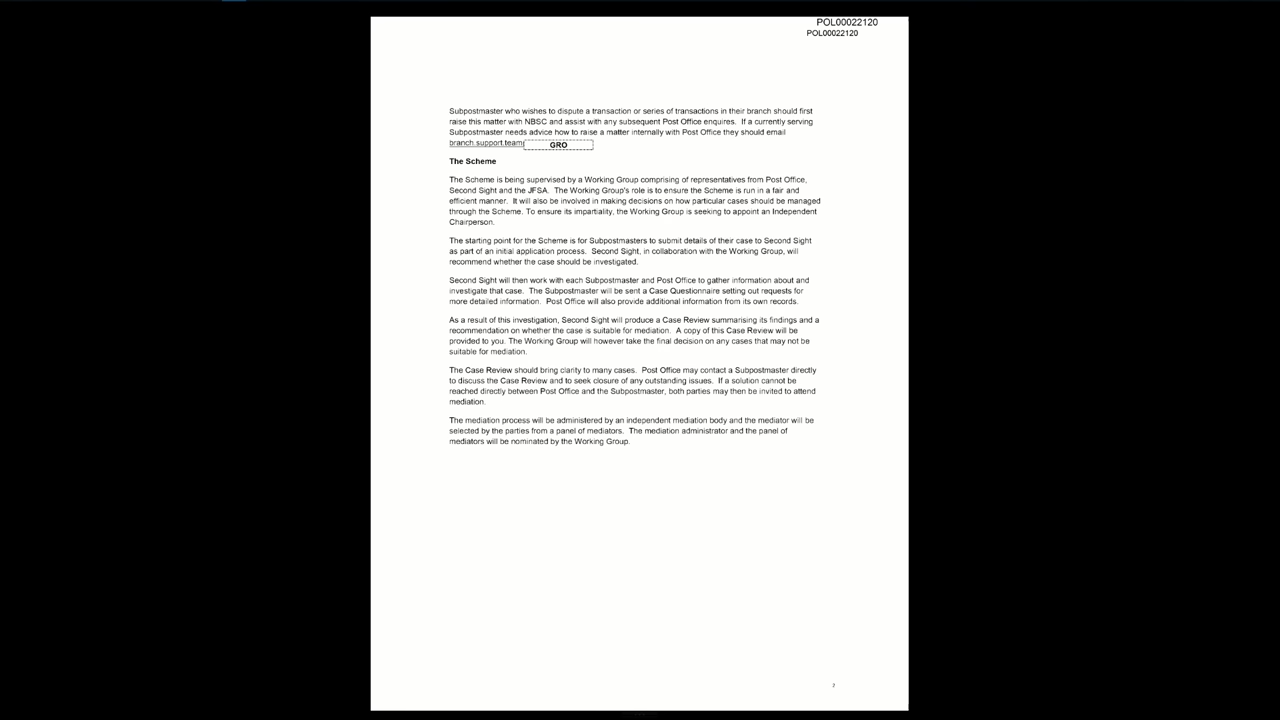 POL00022120
POL00022120
Subpostmaster who wishes to dispute a transaction or series of transactions in their branch should first
raise this matter with NBSC and assist with any subsequent Post Office enquires.  If a currently serving
Subpostmaster needs advice how to raise a matter internally with Post Office they should email
branch.support.team GRO
The Scheme
The Scheme is being supervised by a Working Group comprising of representatives from Post Office,
Second Sight and the JFSA.  The Working Group's role is to ensure the Scheme is run in a fair and
efficient manner.  It will also be involved in making decisions on how particular cases should be managed
through the Scheme. To ensure its impartiality, the Working Group is seeking to appoint an Independent
Chairperson.
The starting point for the Scheme is for Subpostmasters to submit details of their case to Second Sight
as part of an initial application process.  Second Sight, in collaboration with the Working Group, will
recommend whether the case should be investigated.
Second Sight will then work with each Subpostmaster and Post Office to gather information about and
investigate that case.  The Subpostmaster will be sent a Case Questionnaire setting out requests for
more detailed information.  Post Office will also provide additional information from its own records.
As a result of this investigation, Second Sight will produce a Case Review summarising its findings and a
recommendation on whether the case is suitable for mediation.  A copy of this Case Review will be
provided to you. The Working Group will however take the final decision on any cases that may not be
suitable for mediation.
The Case Review should bring clarity to many cases.  Post Office may contact a Subpostmaster directly
to discuss the Case Review and to seek closure of any outstanding issues.  If a solution cannot be
reached directly between Post Office and the Subpostmaster, both parties may then be invited to attend
mediation.
The mediation process will be administered by an independent mediation body and the mediator will be
selected by the parties from a panel of mediators.  The mediation administrator and the panel of
mediators will be nominated by the Working Group.